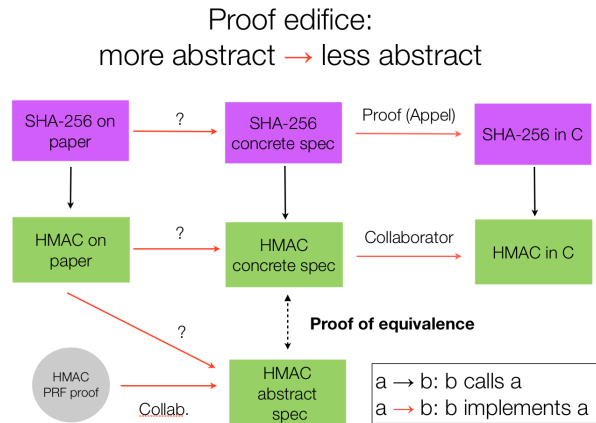 Proof edifice:
more abstract → less abstract
SHA-256 on
paper
?
SHA-256
concrete spec
Proof (Appel)
SHA-256 in C
HMAC on
paper
?
HMAC
concrete spec
Collaborator
HMAC in C
?
Proof of equivalence
HMAC
PRF proof
Collab.
HMAC
abstract
spec
a → b: b calls a
a → b: b implements a